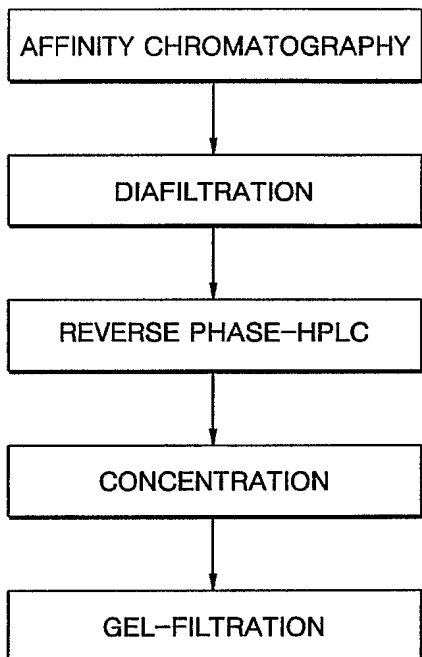 AFFINITY CHROMATOGRAPHY
DIAFILTRATION
REVERSE PHASE-HPLC
CONCENTRATION
GEL-FILTRATION